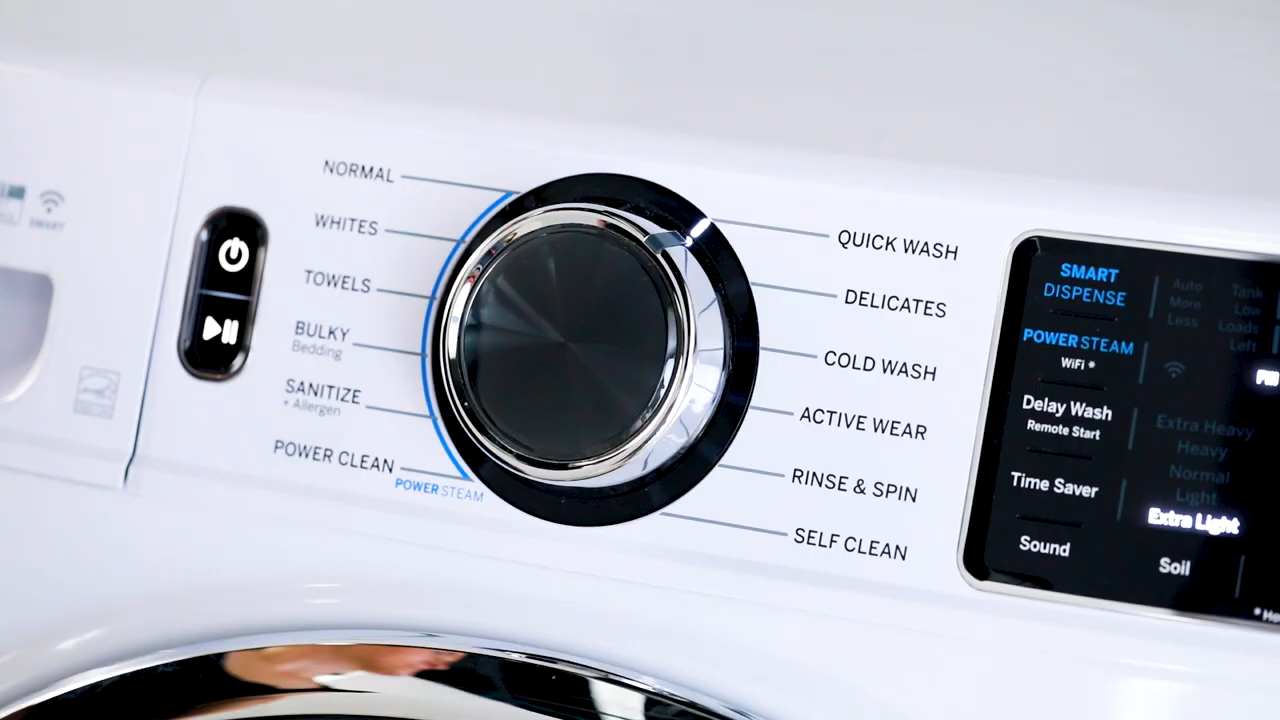 SMART
NORMAL
WHITES
TOWELS
BULKY
Bedding
SANITIZE
* Allergen
POWER CLEAN
POWER STEAM
QUICK WASH
DELICATES
COLD WASH
ACTIVE WEAR
RINSE & SPIN
SELF CLEAN
SMART
DISPENSE
Auto
More
Less
Tank
Low
Loads
Left
POWER STEAM
WiFi *
Delay Wash
Remote Start
Time Saver
Sound
Extra Heavy
Heavy
Normal
Light
Extra Light
Soil